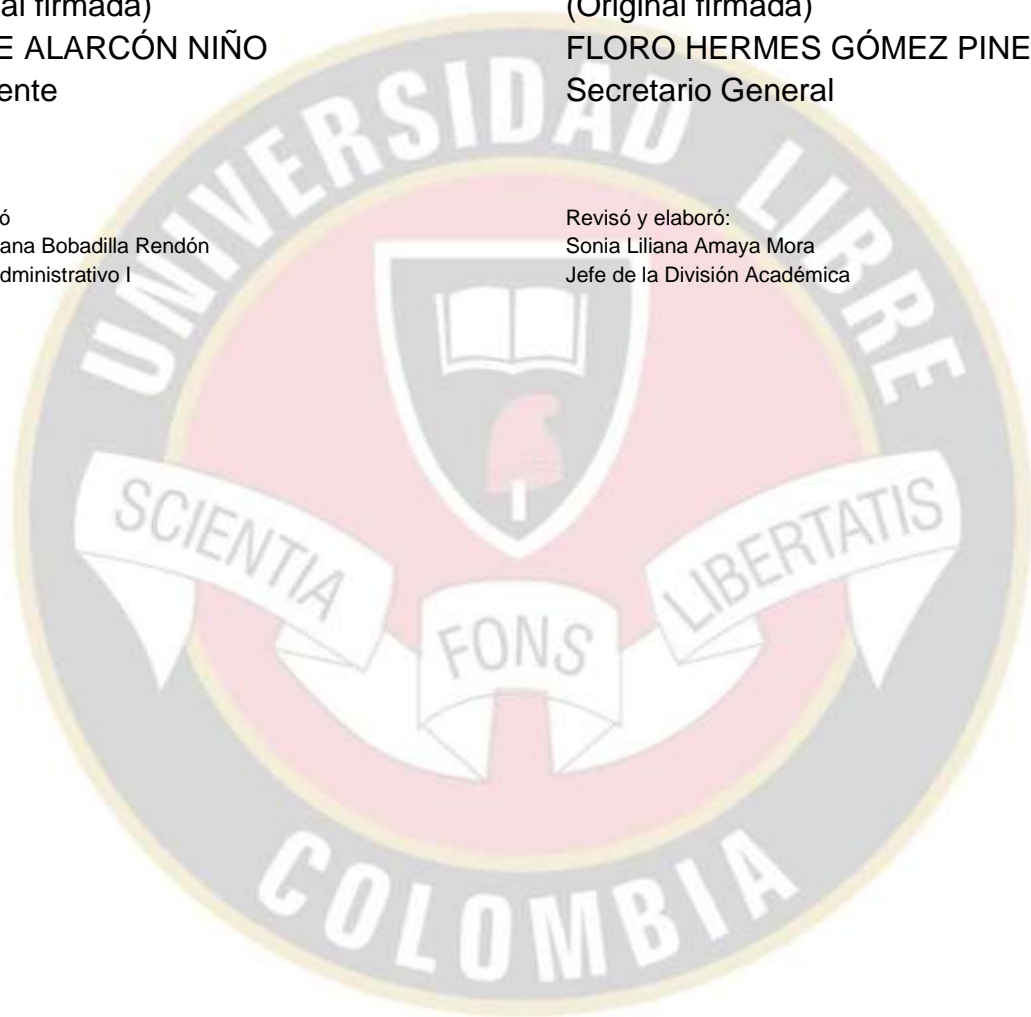 al firmada)
E ALARCÓN NIÑO
ente
(Original firmada)
FLORO HERMES GÓMEZ PINE
Secretario General
ó
ana Bobadilla Rendón
dministrativo I
Revisó y elaboró:
Sonia Liliana Amaya Mora
Jefe de la División Académica
UNIVERSIDAD LIBRE
SCIENTIA
FONS
LIBERTATIS
COLOMBIA